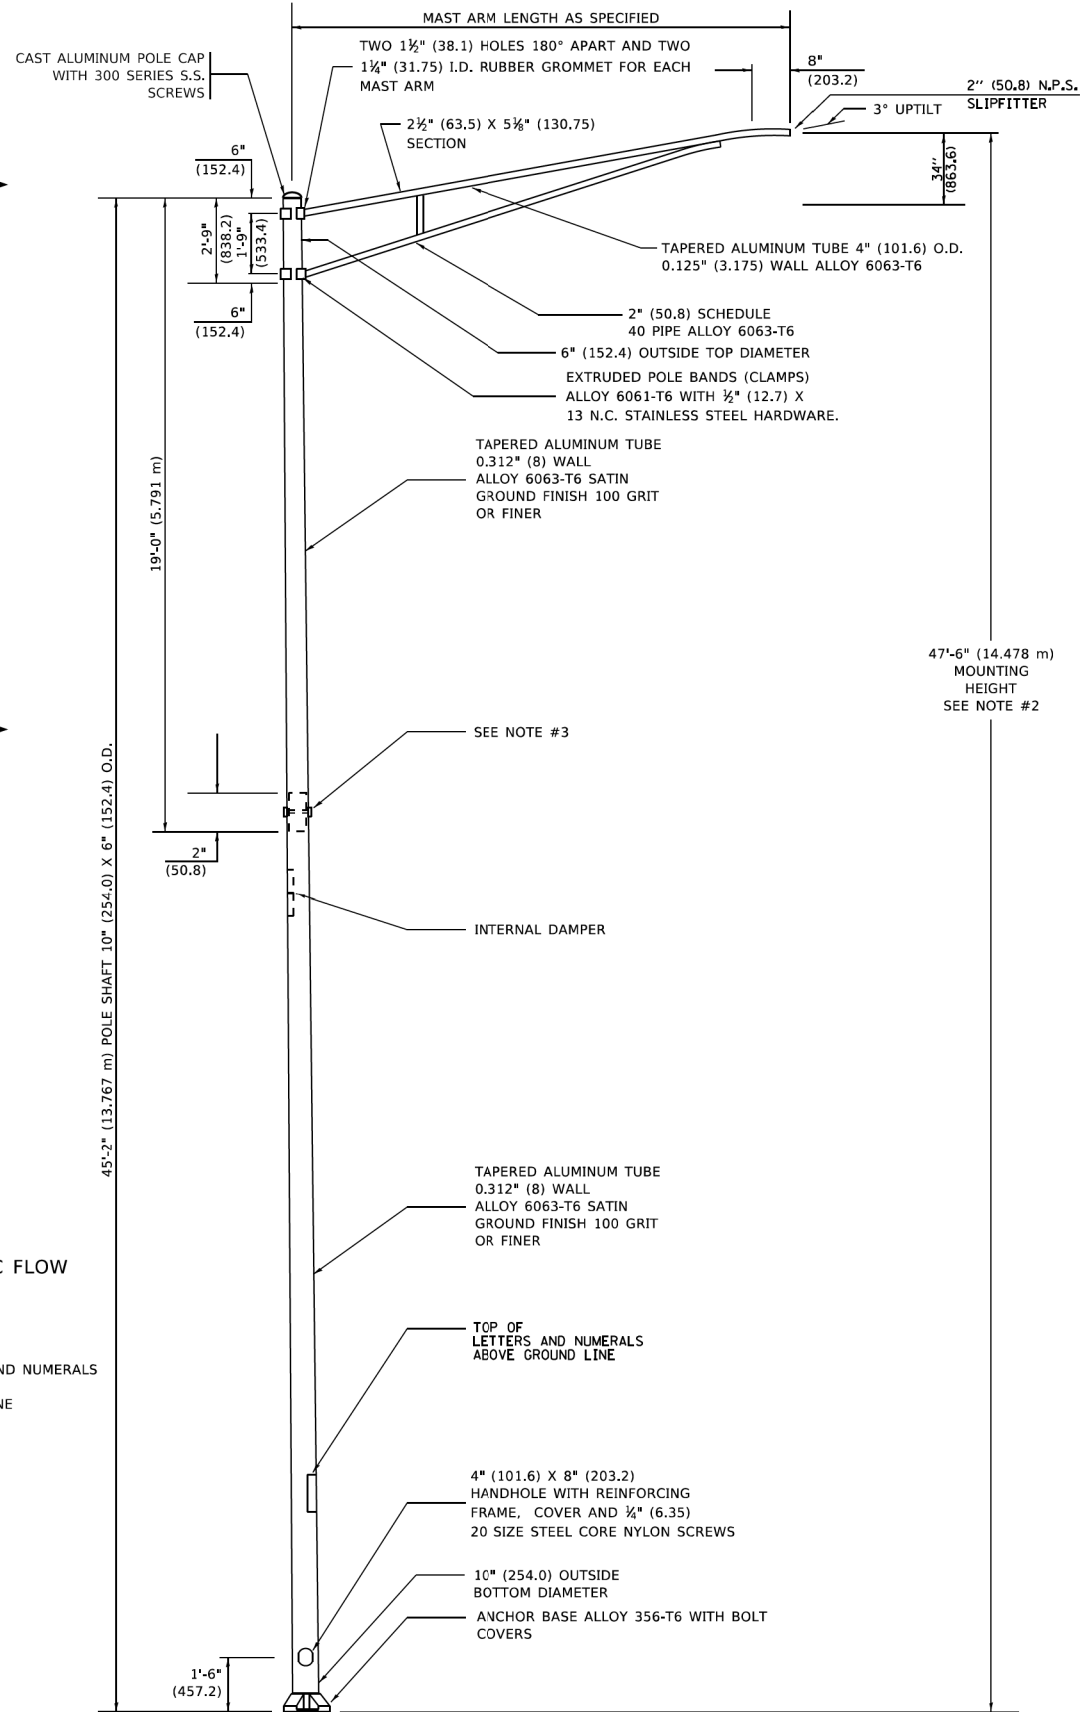 MAST ARM LENGTH AS SPECIFIED
CAST ALUMINUM POLE CAP
WITH 300 SERIES S.S.
SCREWS
TWO 1½" (38.1) HOLES 180° APART AND TWO
1¼" (31.75) I.D. RUBBER GROMMET FOR EACH
MAST ARM
8"
(203.2)
2'' (50.8) N.P.S.
SLIPFITTER
3° UPTILT
2½" (63.5) X 5⅛" (130.75)
SECTION
6"
(152.4)
34''
(863.6)
2'-9"
(838.2)
1'-9"
(533.4)
TAPERED ALUMINUM TUBE 4" (101.6) O.D.
0.125" (3.175) WALL ALLOY 6063-T6
6"
(152.4)
2" (50.8) SCHEDULE
40 PIPE ALLOY 6063-T6
6" (152.4) OUTSIDE TOP DIAMETER
EXTRUDED POLE BANDS (CLAMPS)
ALLOY 6061-T6 WITH ½" (12.7) X
13 N.C. STAINLESS STEEL HARDWARE.
TAPERED ALUMINUM TUBE
0.312" (8) WALL
ALLOY 6063-T6 SATIN
GROUND FINISH 100 GRIT
OR FINER
19'-0" (5.791 m)
47'-6" (14.478 m)
MOUNTING
HEIGHT
SEE NOTE #2
SEE NOTE #3
45'-2" (13.767 m) POLE SHAFT 10" (254.0) X 6" (152.4) O.D.
2"
(50.8)
INTERNAL DAMPER
TAPERED ALUMINUM TUBE
0.312" (8) WALL
ALLOY 6063-T6 SATIN
GROUND FINISH 100 GRIT
OR FINER
C FLOW
TOP OF
LETTERS AND NUMERALS
ABOVE GROUND LINE
ND NUMERALS
NE
4" (101.6) X 8" (203.2)
HANDHOLE WITH REINFORCING
FRAME, COVER AND ¼" (6.35)
20 SIZE STEEL CORE NYLON SCREWS
10" (254.0) OUTSIDE
BOTTOM DIAMETER
ANCHOR BASE ALLOY 356-T6 WITH BOLT
COVERS
1'-6"
(457.2)